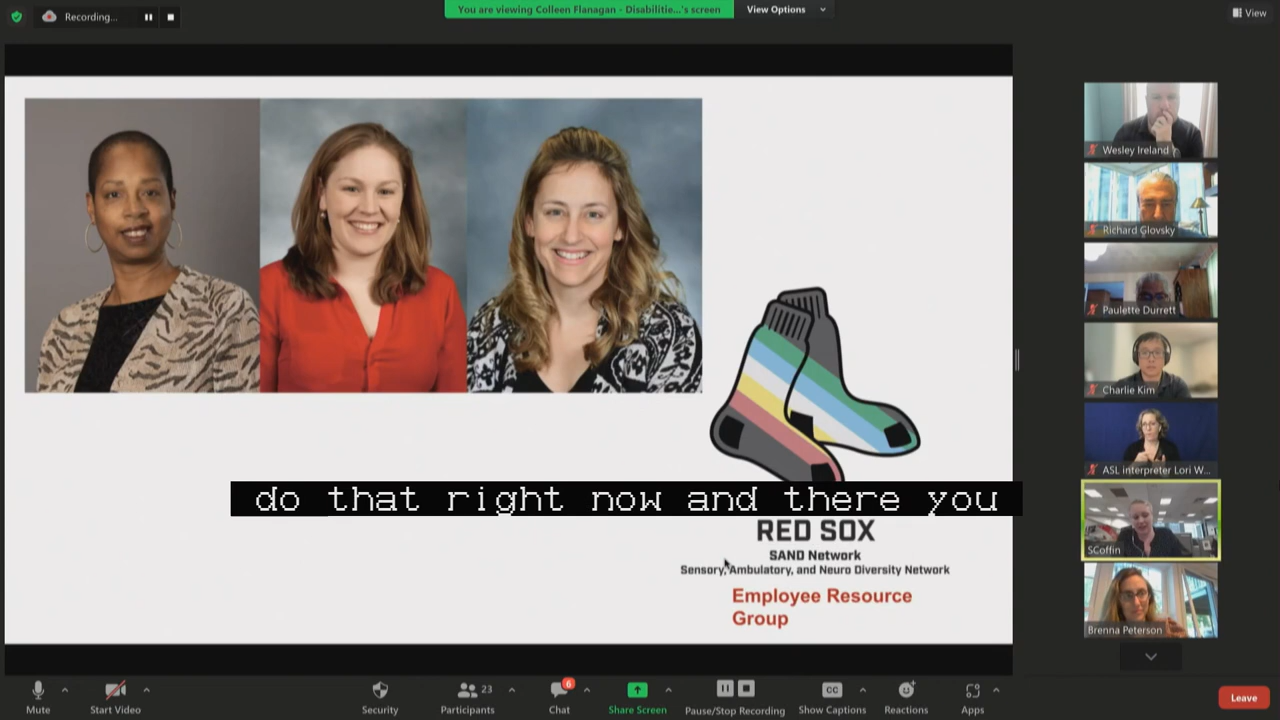 Recording...
You are viewing Colleen Flanagan - Disabilitie...'s screen
View Options
View
Wesley Ireland
Richard Glovsky
Paulette Durrett
Charlie Kim
ASL interpreter Lori W...
SCoffin
Brenna Peterson
do that right now and there you
RED SOX
SAND Network
Sensory, Ambulatory, and Neuro Diversity Network
Employee Resource
Group
Mute
Start Video
Security
23
Participants
6
Chat
Share Screen
Pause/Stop Recording
CC
Show Captions
Reactions
Apps
Leave